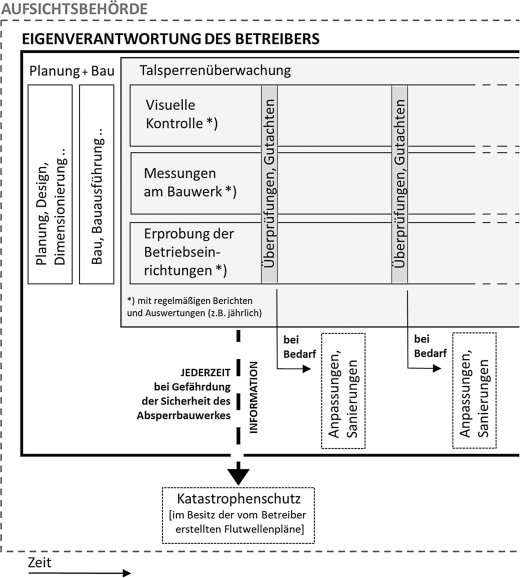 AUFSICHTSBEHÖRDE
EIGENVERANTWORTUNG DES BETREIBERS
Planung + Bau
Talsperrenüberwachung
Planung, Design,
Dimensionierung..
Bau, Bauausführung..
Visuelle
Kontrolle *)
Messungen
am Bauwerk *)
Erprobung der
Betriebsein-
richtungen *)
Überprüfungen, Gutachten
Überprüfungen, Gutachten
*) mit regelmäßigen Berichten
und Auswertungen (z.B. jährlich)
bei
Bedarf
Anpassungen,
Sanierungen
bei
Bedarf
Anpassungen,
Sanierungen
JEDERZEIT
bei Gefährdung
der Sicherheit des
Absperrbauwerkes
INFORMATION
Katastrophenschutz
[im Besitz der vom Betreiber
erstellten Flutwellenpläne]
Zeit